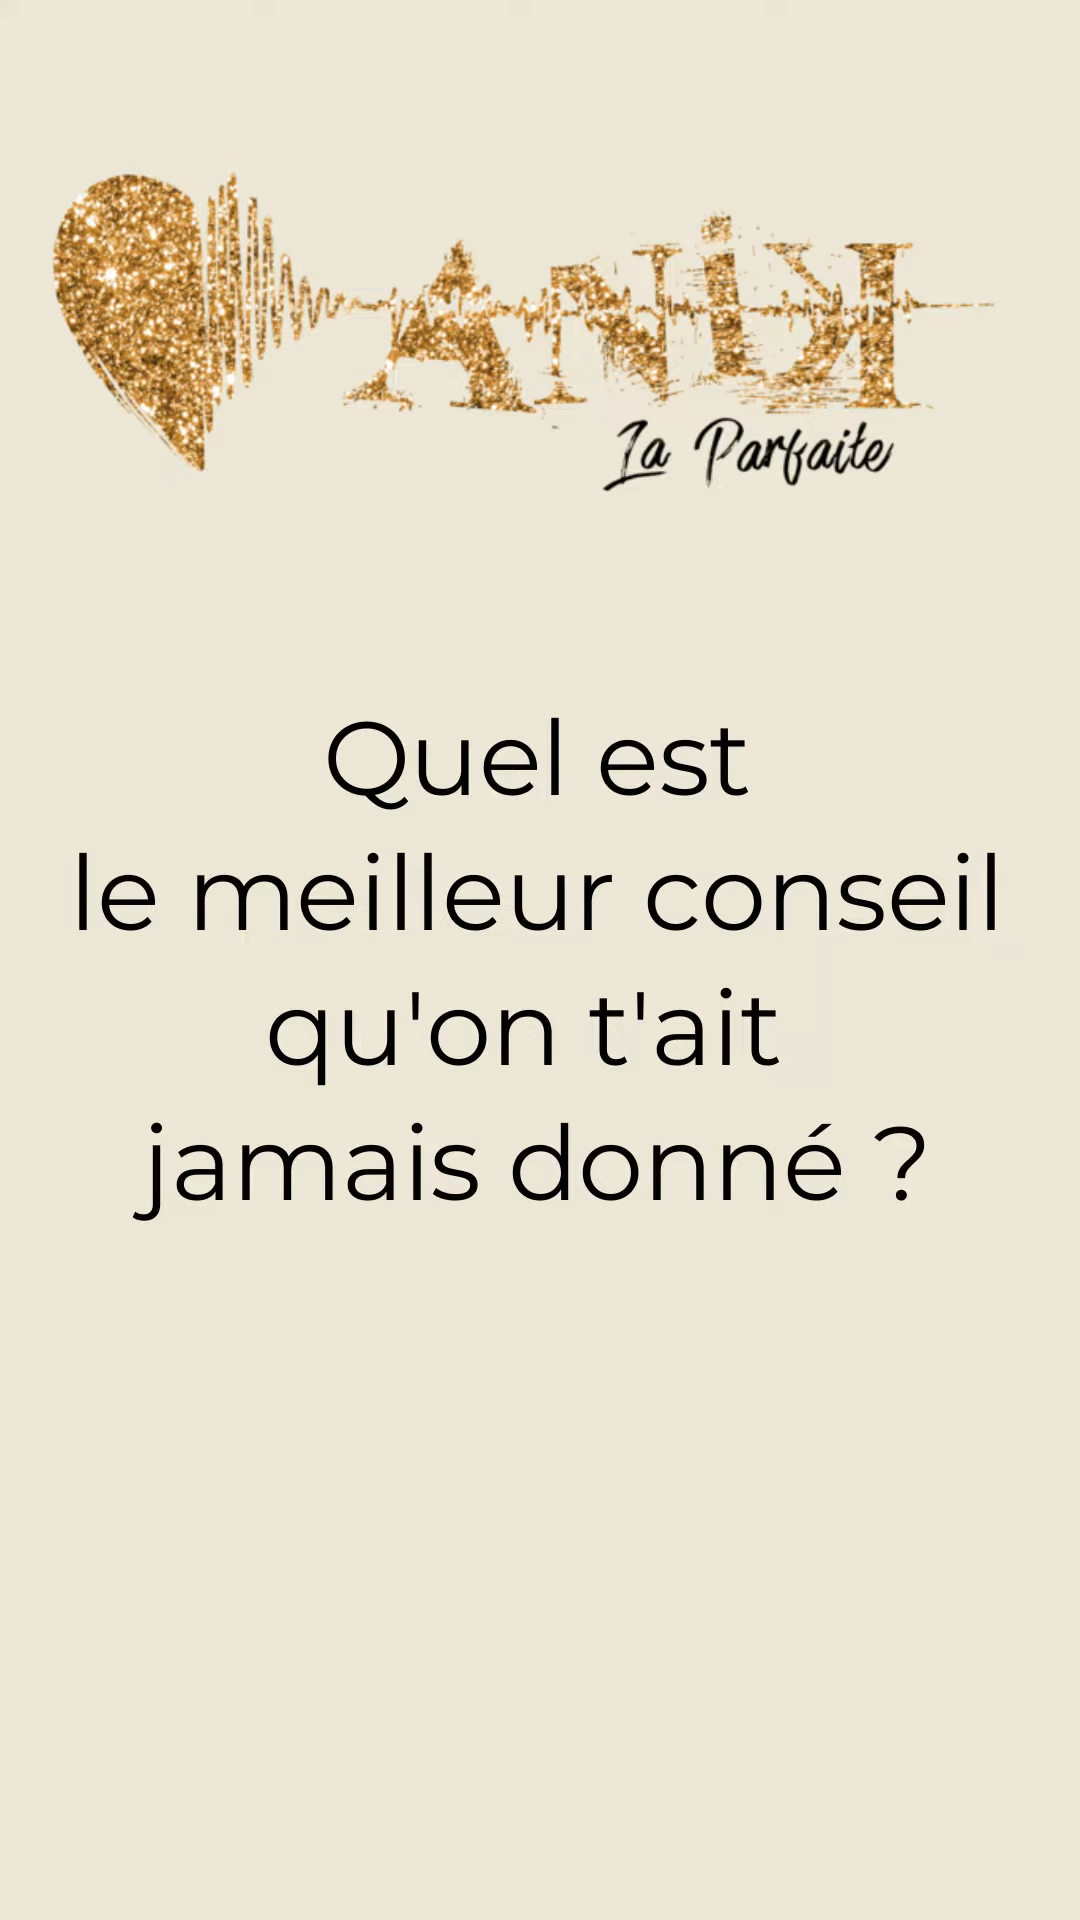 ANiK
La Parfaite
Quel est
le meilleur conseil
qu'on t'ait
jamais donné ?